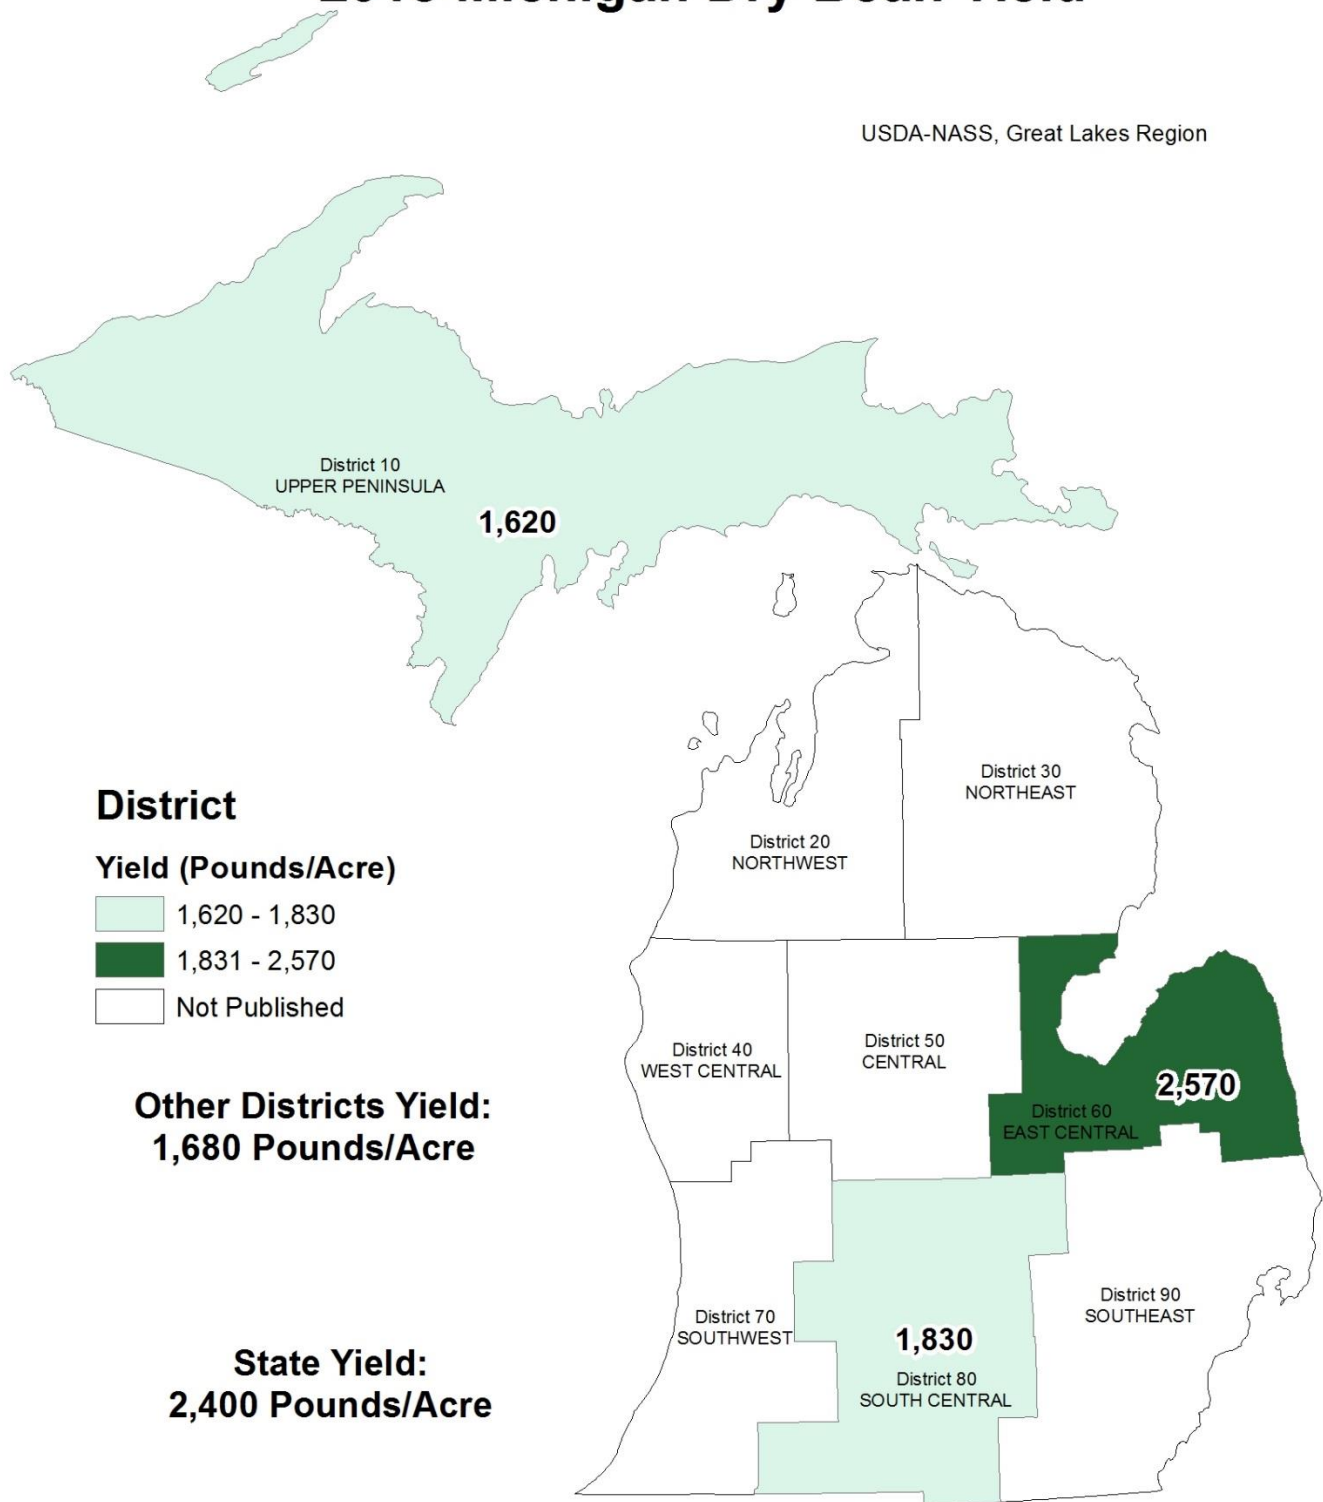 Michigan Dry Bean Yield
USDA-NASS, Great Lakes Region
District 10
UPPER PENINSULA
1,620
District 30
NORTHEAST
District 20
NORTHWEST
District
Yield (Pounds/Acre)
1,620 - 1,830
1,831 - 2,570
Not Published
District 40
WEST CENTRAL
District 50
CENTRAL
2,570
District 60
EAST CENTRAL
Other Districts Yield:
1,680 Pounds/Acre
District 70
SOUTHWEST
1,830
District 80
SOUTH CENTRAL
District 90
SOUTHEAST
State Yield:
2,400 Pounds/Acre